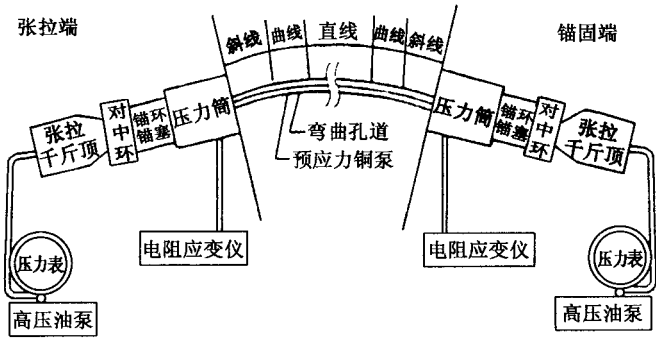 张拉端
锚固端
斜线 曲线 直线 曲线 斜线
张拉
千斤顶
对中环
锚环
锚塞
压力筒
弯曲孔道
预应力铜泵
压力筒
锚环
锚塞
对中环
张拉
千斤顶
电阻应变仪
电阻应变仪
压力表
高压油泵
压力表
高压油泵